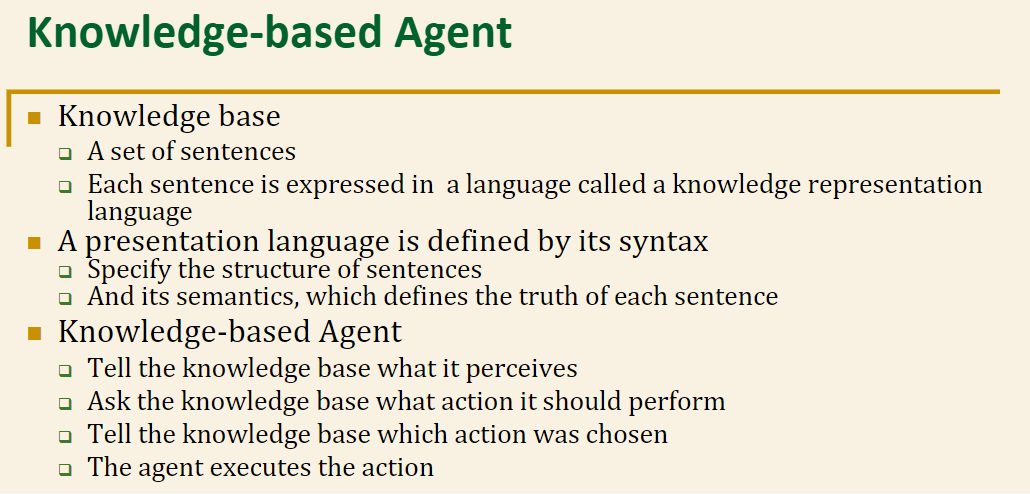 Knowledge-based Agent
Knowledge base
A set of sentences
Each sentence is expressed in a language called a knowledge representation
language
A presentation language is defined by its syntax
Specify the structure of sentences
And its semantics, which defines the truth of each sentence
Knowledge-based Agent
Tell the knowledge base what it perceives
Ask the knowledge base what action it should perform
Tell the knowledge base which action was chosen
The agent executes the action